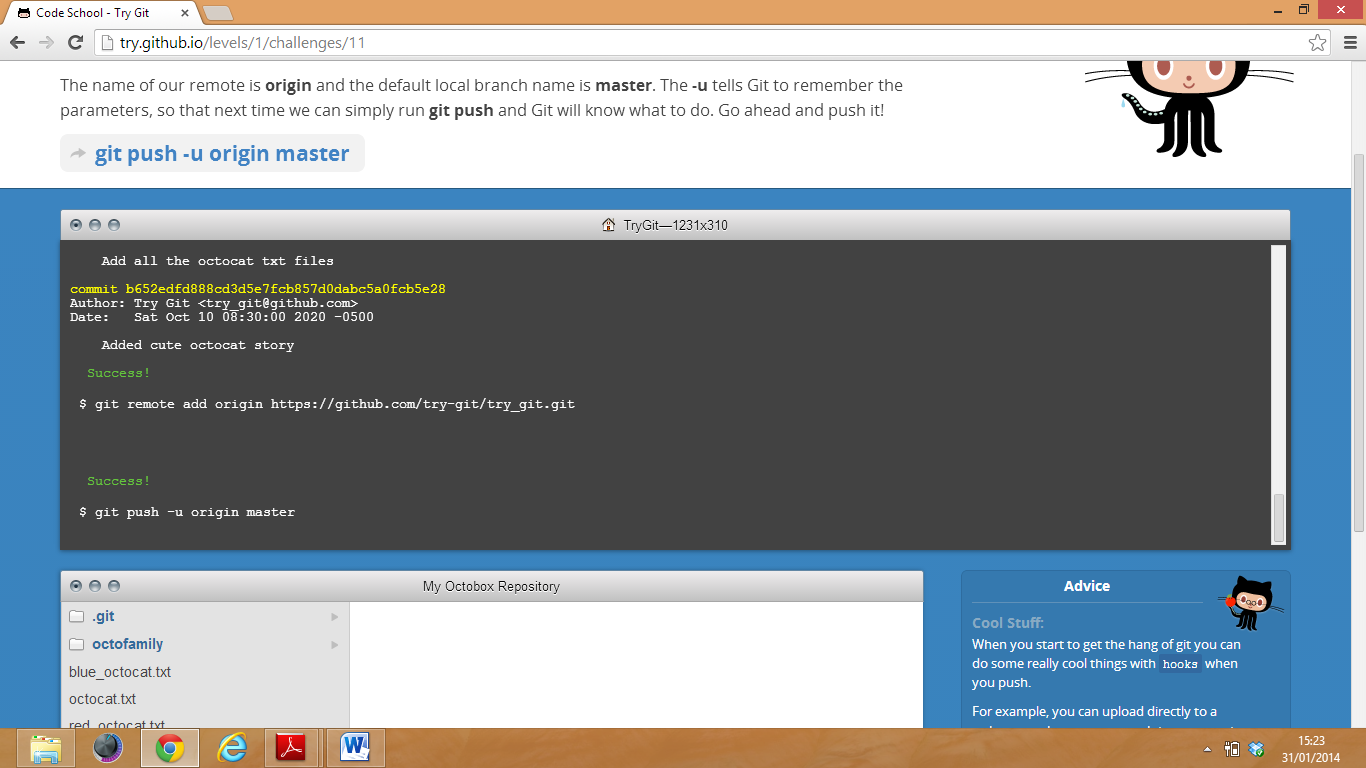 Code School - Try Git
try.github.io/levels/1/challenges/11
The name of our remote is origin and the default local branch name is master. The -u tells Git to remember the
parameters, so that next time we can simply run git push and Git will know what to do. Go ahead and push it!
git push -u origin master
TryGit—1231x310
Add all the octocat txt files
commit b652edfd888cd3d5e7fcb857d0dabc5a0fcb5e28
Author: Try Git <try_git@github.com>
Date: Sat Oct 10 08:30:00 2020 -0500
Added cute octocat story
Success!
$ git remote add origin https://github.com/try-git/try_git.git
Success!
$ git push -u origin master
My Octobox Repository
.git
octofamily
blue_octocat.txt
octocat.txt
red_octocat.txt
Advice
Cool Stuff:
When you start to get the hang of git you can
do some really cool things with hooks when
you push.
For example, you can upload directly to a
15:23
31/01/2014